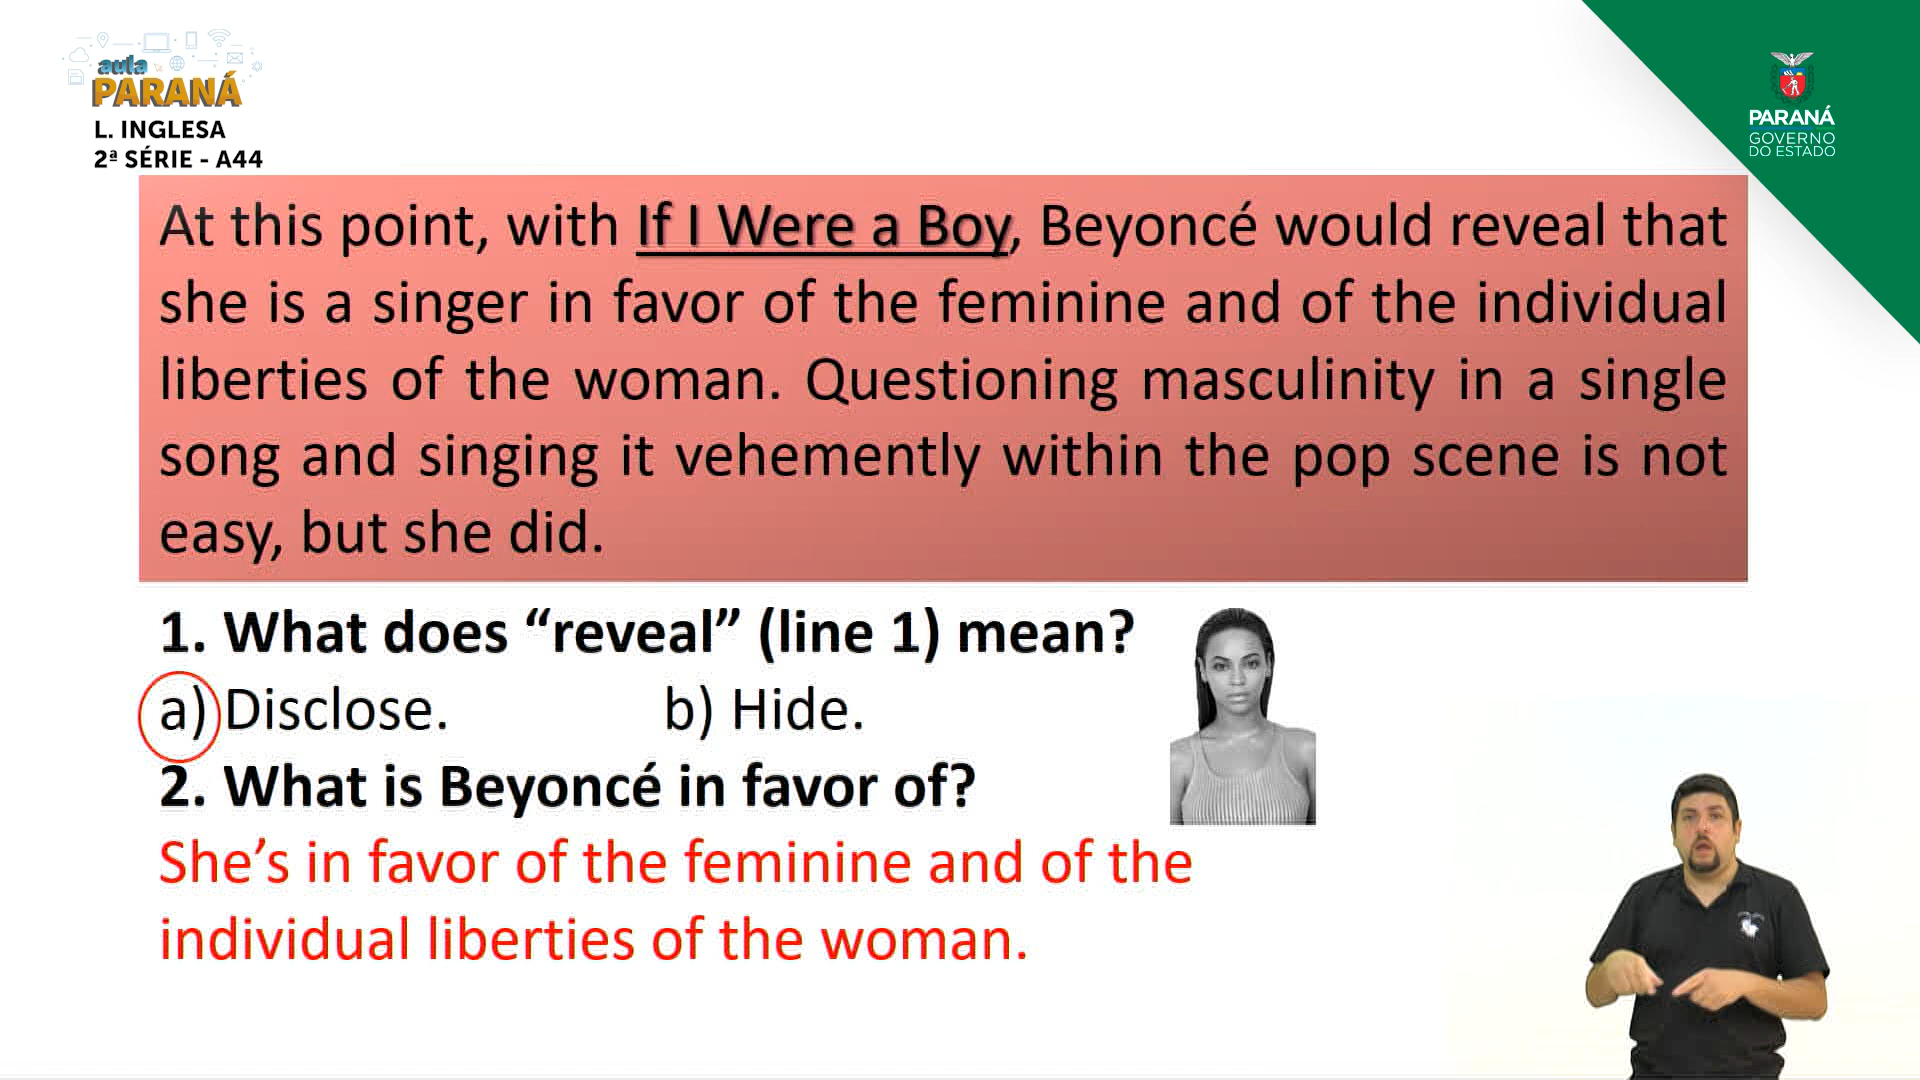 aula
PARANÁ
L. INGLESA
2ª SÉRIE - A44
PARANÁ
GOVERNO
DO ESTADO
At this point, with If I Were a Boy, Beyoncé would reveal that
she is a singer in favor of the feminine and of the individual
liberties of the woman. Questioning masculinity in a single
song and singing it vehemently within the pop scene is not
easy, but she did.
1. What does “reveal” (line 1) mean?
a) Disclose. b) Hide.
2. What is Beyoncé in favor of?
She’s in favor of the feminine and of the
individual liberties of the woman.